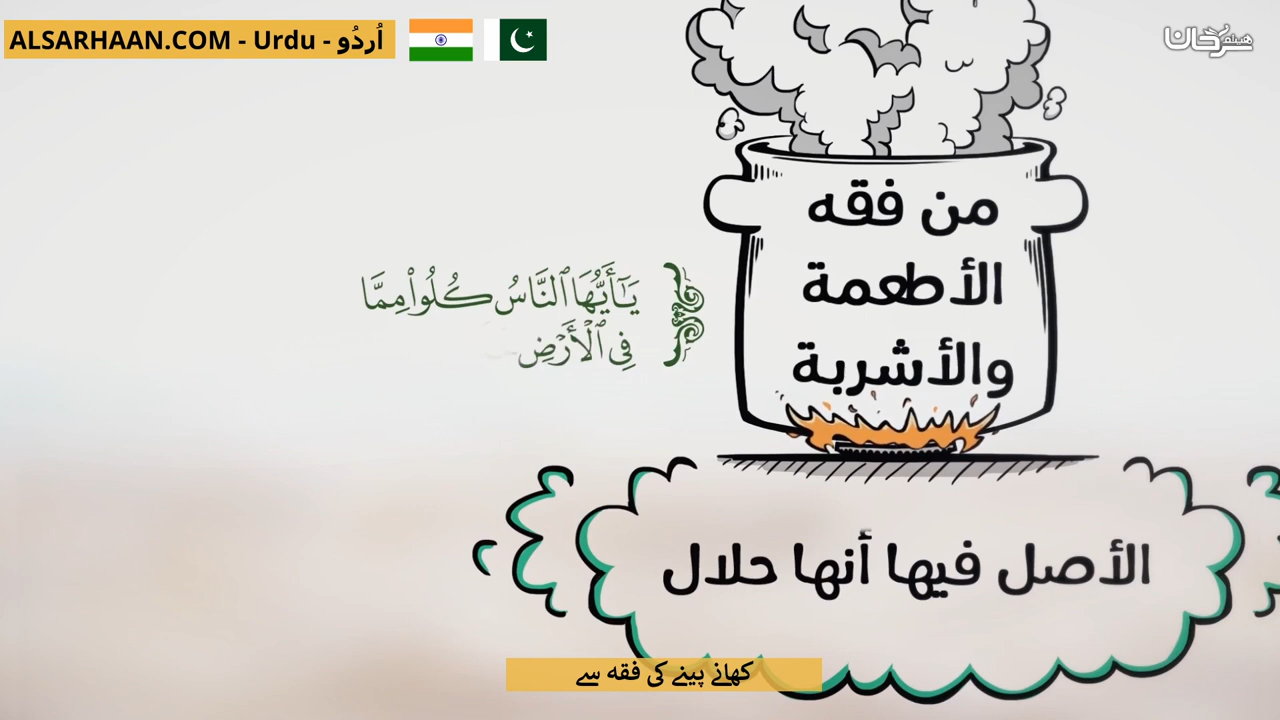 ALSARHAAN.COM - Urdu - اُردُو
من فقه
الأطعمة
والأشربة
يَٰٓأَيُّهَا ٱلنَّاسُ كُلُوا۟ مِمَّا
فِى ٱلْأَرْضِ
الأصل فيها أنها حلال
کھانے پینے کی فقہ سے